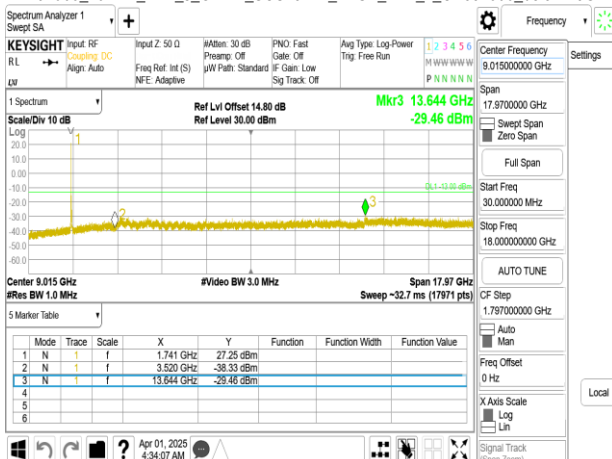 Spectrum Analyzer 1
Swept SA
+
Frequency
KEYSIGHT
Input: RF
Input Z: 50 Ω
#Atten: 30 dB
PNO: Fast
Avg Type: Log-Power
1 2 3 4 5 6
RL
Coupling: DC
Preamp: Off
Gate: Off
Trig: Free Run
Align: Auto
Freq Ref: Int (S)
µW Path: Standard
IF Gain: Low
M W W W W W
NFE: Adaptive
Sig Track: Off
P N N N N N
Center Frequency
9.015000000 GHz
Settings
1 Spectrum
Ref Lvl Offset 14.80 dB
Mkr3 13.644 GHz
Scale/Div 10 dB
Ref Level 30.00 dBm
-29.46 dBm
Log
20.0
10.0
0.00
-10.0
-20.0
-30.0
-40.0
-50.0
-60.0
1
2
3
DL1 -13.00 dBm
Center 9.015 GHz
#Video BW 3.0 MHz
Span 17.97 GHz
#Res BW 1.0 MHz
Sweep ~32.7 ms (17971 pts)
Span
17.9700000 GHz
Swept Span
Zero Span
Full Span
Start Freq
30.000000 MHz
Stop Freq
18.000000000 GHz
AUTO TUNE
CF Step
1.797000000 GHz
Auto
Man
Freq Offset
0 Hz
X Axis Scale
Log
Lin
Signal Track
Local
5 Marker Table
Mode Trace Scale X Y Function Function Width Function Value
1 N 1 f 1.741 GHz 27.25 dBm
2 N 1 f 3.520 GHz -38.33 dBm
3 N 1 f 13.644 GHz -29.46 dBm
4
5
6
?
Apr 01, 2025
4:34:07 AM